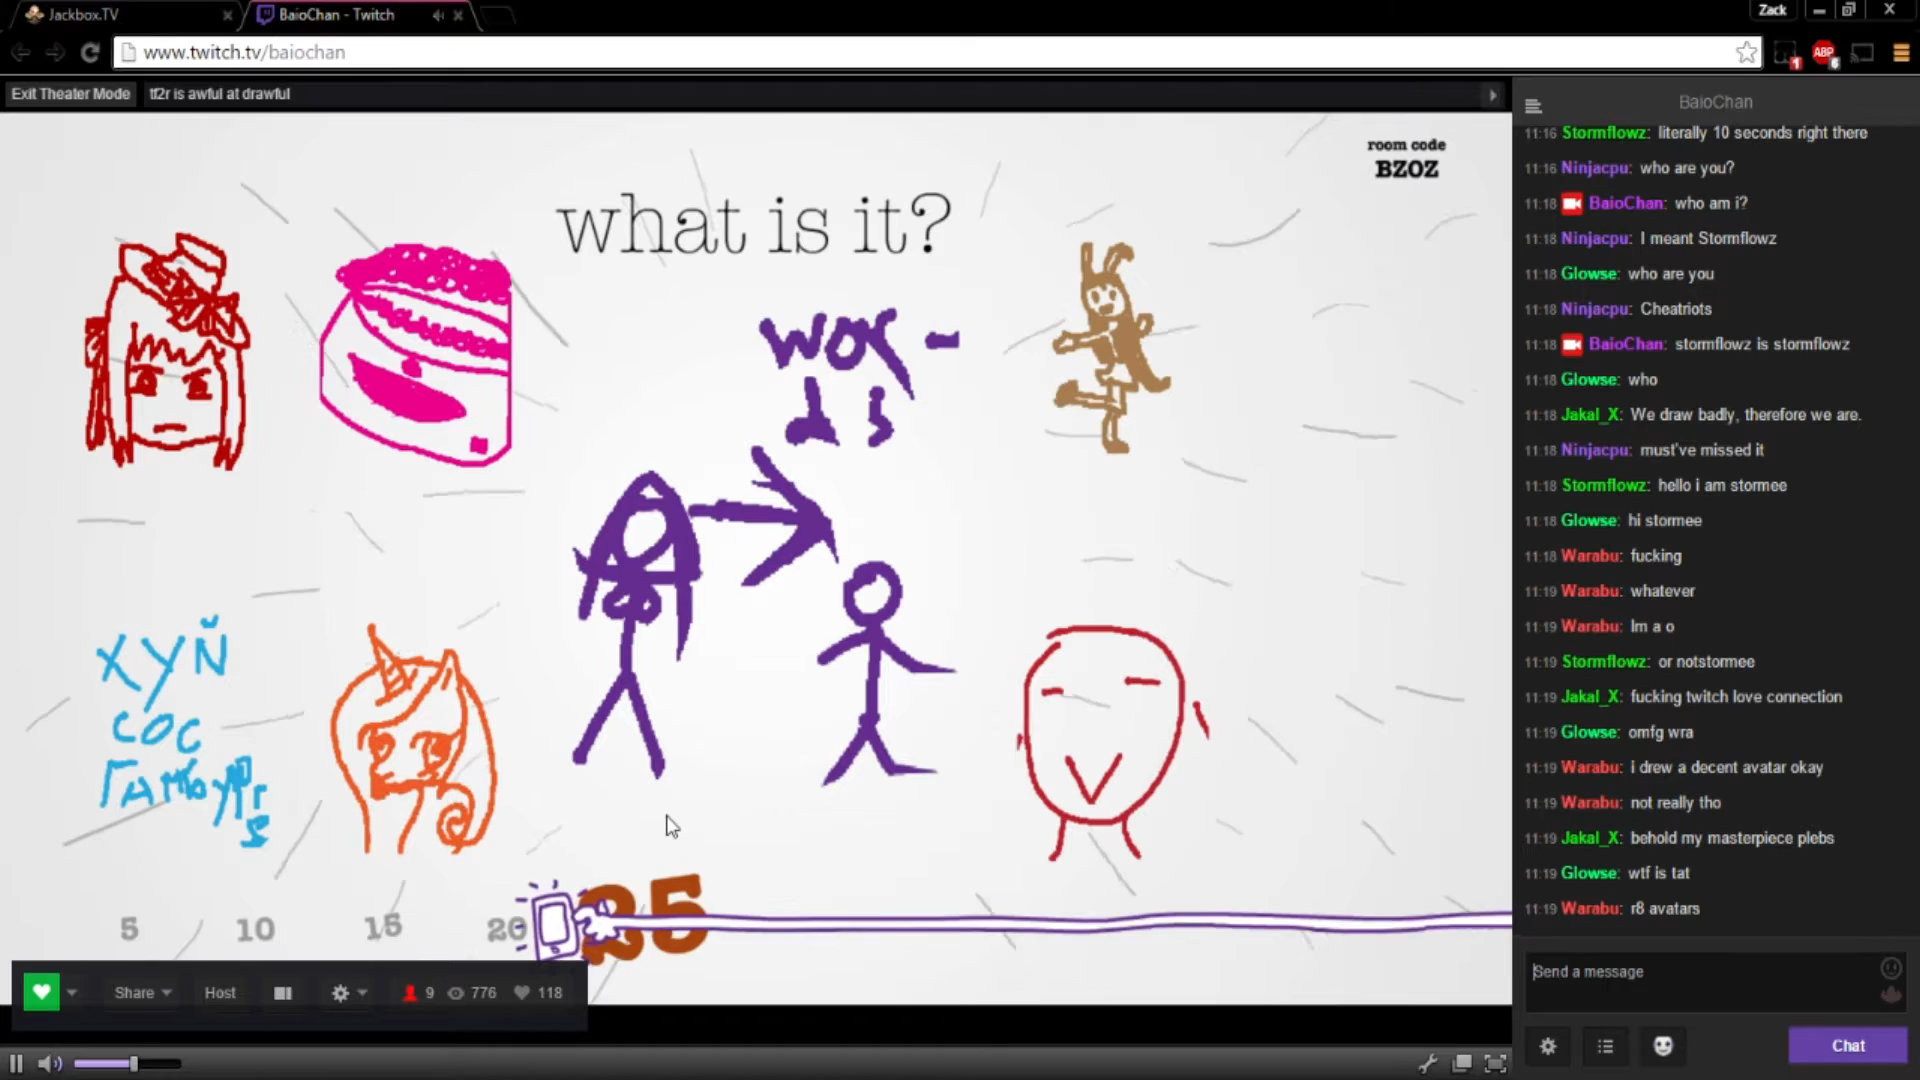 Jackbox.TV
BaioChan - Twitch
Zack
www.twitch.tv/baiochan
1
ABP
6
Exit Theater Mode
tf2r is awful at drawful
room code
BZOZ
what is it?
ХУЙ
СОС
5
10
15
20
25
Share
Host
9
776
118
BaioChan
11:16 Stormflowz: literally 10 seconds right there
11:16 Ninjacpu: who are you?
11:18 BaioChan: who am i?
11:18 Ninjacpu: I meant Stormflowz
11:18 Glowse: who are you
11:18 Ninjacpu: Cheatriots
11:18 BaioChan: stormflowz is stormflowz
11:18 Glowse: who
11:18 Jakal_X: We draw badly, therefore we are.
11:18 Ninjacpu: must've missed it
11:18 Stormflowz: hello i am stormee
11:18 Glowse: hi stormee
11:18 Warabu: fucking
11:19 Warabu: whatever
11:19 Warabu: Im a o
11:19 Stormflowz: or notstormee
11:19 Jakal_X: fucking twitch love connection
11:19 Glowse: omfg wra
11:19 Warabu: i drew a decent avatar okay
11:19 Warabu: not really tho
11:19 Jakal_X: behold my masterpiece plebs
11:19 Glowse: wtf is tat
11:19 Warabu: r8 avatars
Send a message
Chat